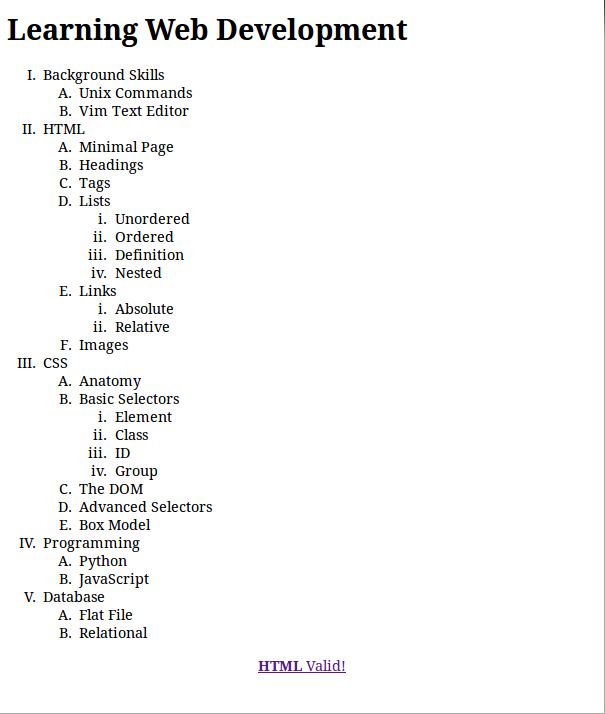 Learning Web Development
I. Background Skills
A. Unix Commands
B. Vim Text Editor
II. HTML
A. Minimal Page
B. Headings
C. Tags
D. Lists
i. Unordered
ii. Ordered
iii. Definition
iv. Nested
E. Links
i. Absolute
ii. Relative
F. Images
III. CSS
A. Anatomy
B. Basic Selectors
i. Element
ii. Class
iii. ID
iv. Group
C. The DOM
D. Advanced Selectors
E. Box Model
IV. Programming
A. Python
B. JavaScript
V. Database
A. Flat File
B. Relational
HTML Valid!